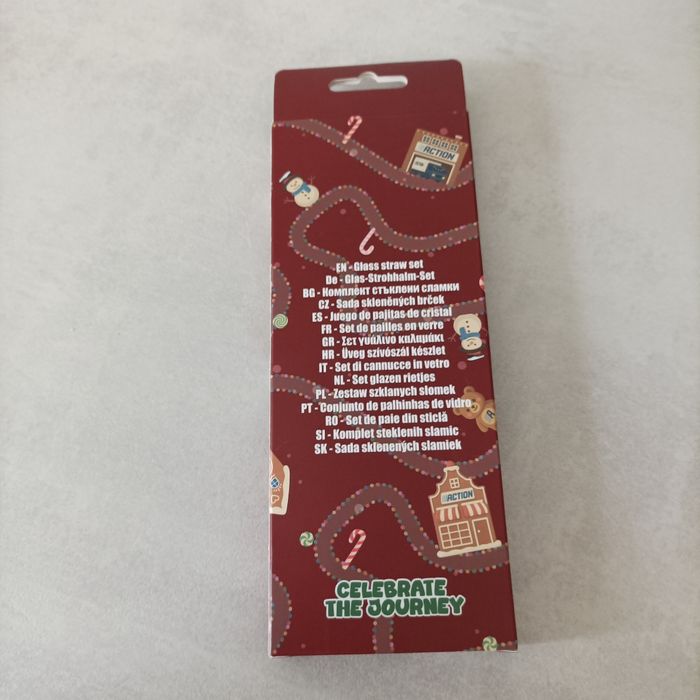 ACTION
EN - Glass straw set
De - Glas-Strohhalm-Set
BG - Комплект стъклени сламки
CZ - Sada skleněných brček
ES - Juego de pajitas de cristal
FR - Set de pailles en verre
GR - Σετ γυάλινο καλαμάκι
HR - Üveg szívószál készlet
IT - Set di cannucce in vetro
NL - Set glazen rietjes
PL - Zestaw szklanych słomek
PT - Conjunto de palhinhas de vidro
RO - Set de paie din sticlă
SI - Komplet steklenih slamic
SK - Sada sklenených slamiek
ACTION
CELEBRATE
THE JOURNEY